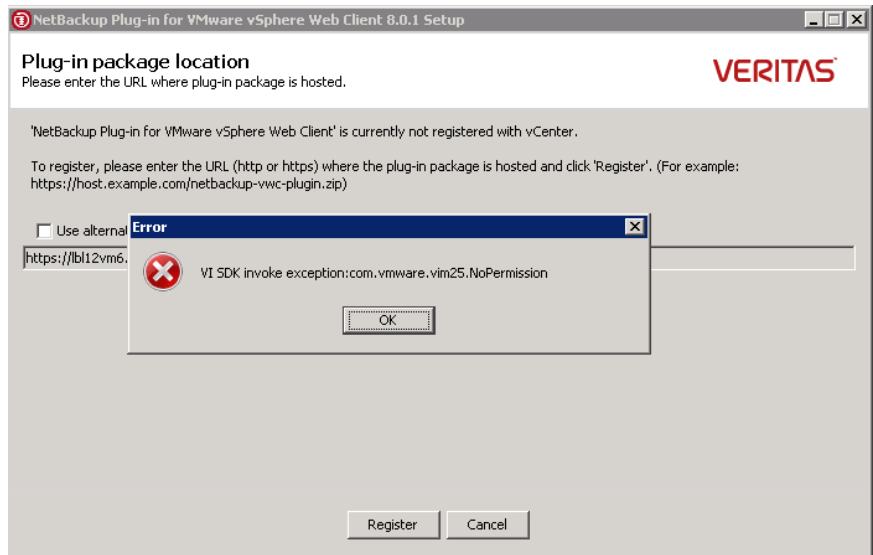 NetBackup Plug-in for VMware vSphere Web Client 8.0.1 Setup
Plug-in package location
Please enter the URL where plug-in package is hosted.
VERITAS
'NetBackup Plug-in for VMware vSphere Web Client' is currently not registered with vCenter.
To register, please enter the URL (http or https) where the plug-in package is hosted and click 'Register'. (For example:
https://host.example.com/netbackup-vwc-plugin.zip)
Use alternat
Error
https://lbl12vm6.
VI SDK invoke exception:com.vmware.vim25.NoPermission
OK
Register Cancel